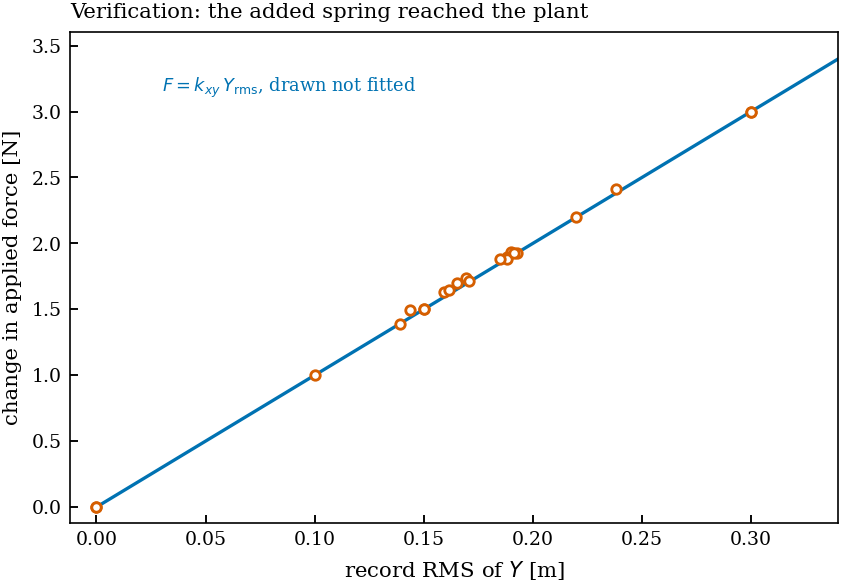 Verification: the added spring reached the plant
F = kxy Yrms, drawn not fitted
change in applied force [N]
3.5
3.0
2.5
2.0
1.5
1.0
0.5
0.0
0.00 0.05 0.10 0.15 0.20 0.25 0.30
record RMS of Y [m]